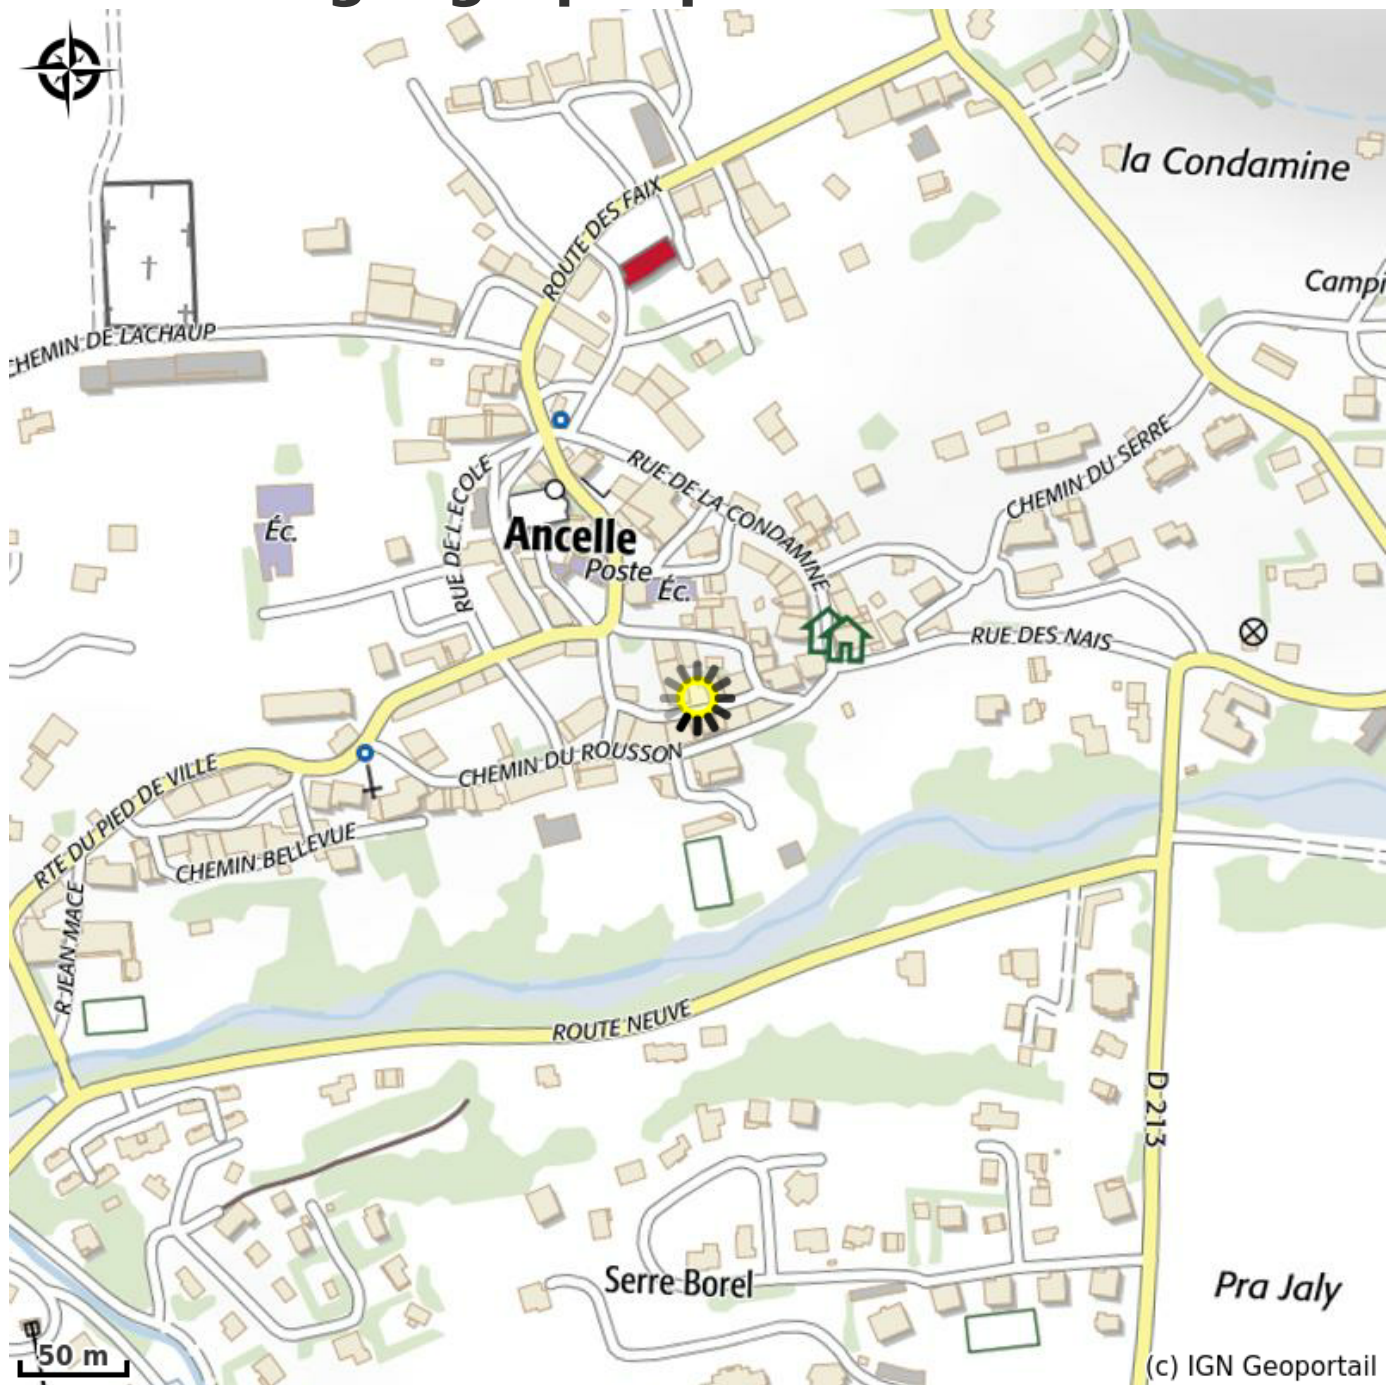 la Condamine
ROUTE DES FAIX
Campi
CHEMIN DE LACHAUP
RUE DE LA CONDAMINE
CHEMIN DU SERRE
RUE DE L'ECOLE
Éc.
Ancelle
Poste
Éc.
RUE DES NAIS
CHEMIN DU ROUSSON
RTE DU PIED DE VILLE
CHEMIN BELLEVUE
R JEAN MACE
ROUTE NEUVE
D 213
Serre Borel
Pra Jaly
50 m
(c) IGN Geoportail